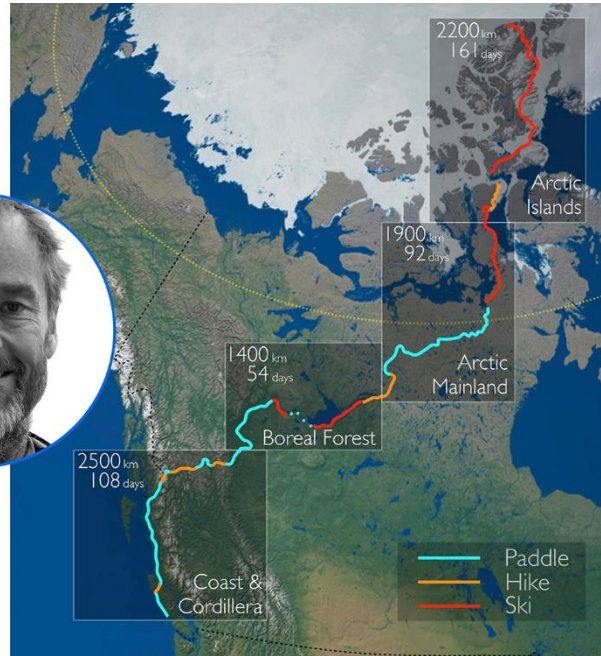 2200 km
161 days
Arctic
Islands
1900 km
92 days
Arctic
Mainland
1400 km
54 days
Boreal Forest
2500 km
108 days
Coast &
Cordillera
Paddle
Hike
Ski